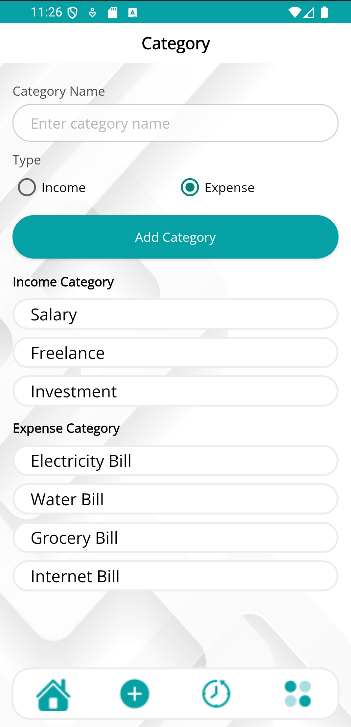 11:26
A
Category
Category Name
Enter category name
Type
Income
Expense
Add Category
Income Category
Salary
Freelance
Investment
Expense Category
Electricity Bill
Water Bill
Grocery Bill
Internet Bill